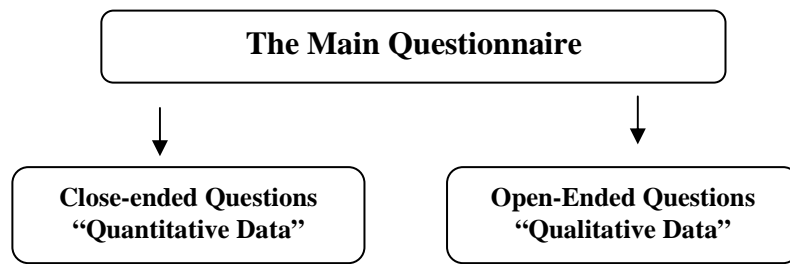 The Main Questionnaire
Close-ended Questions
“Quantitative Data”
Open-Ended Questions
“Qualitative Data”